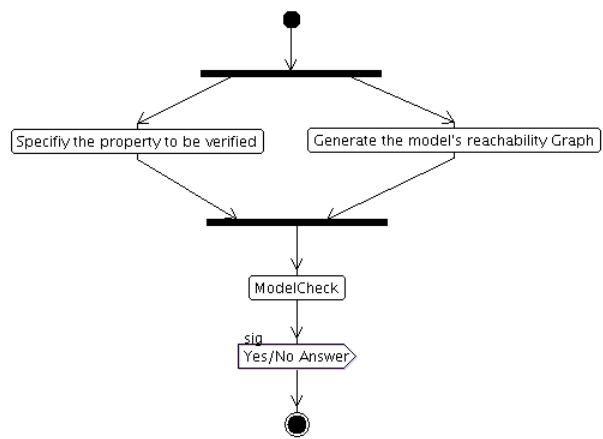 Specifiy the property to be verified
Generate the model's reachability Graph
ModelCheck
sig
Yes/No Answer